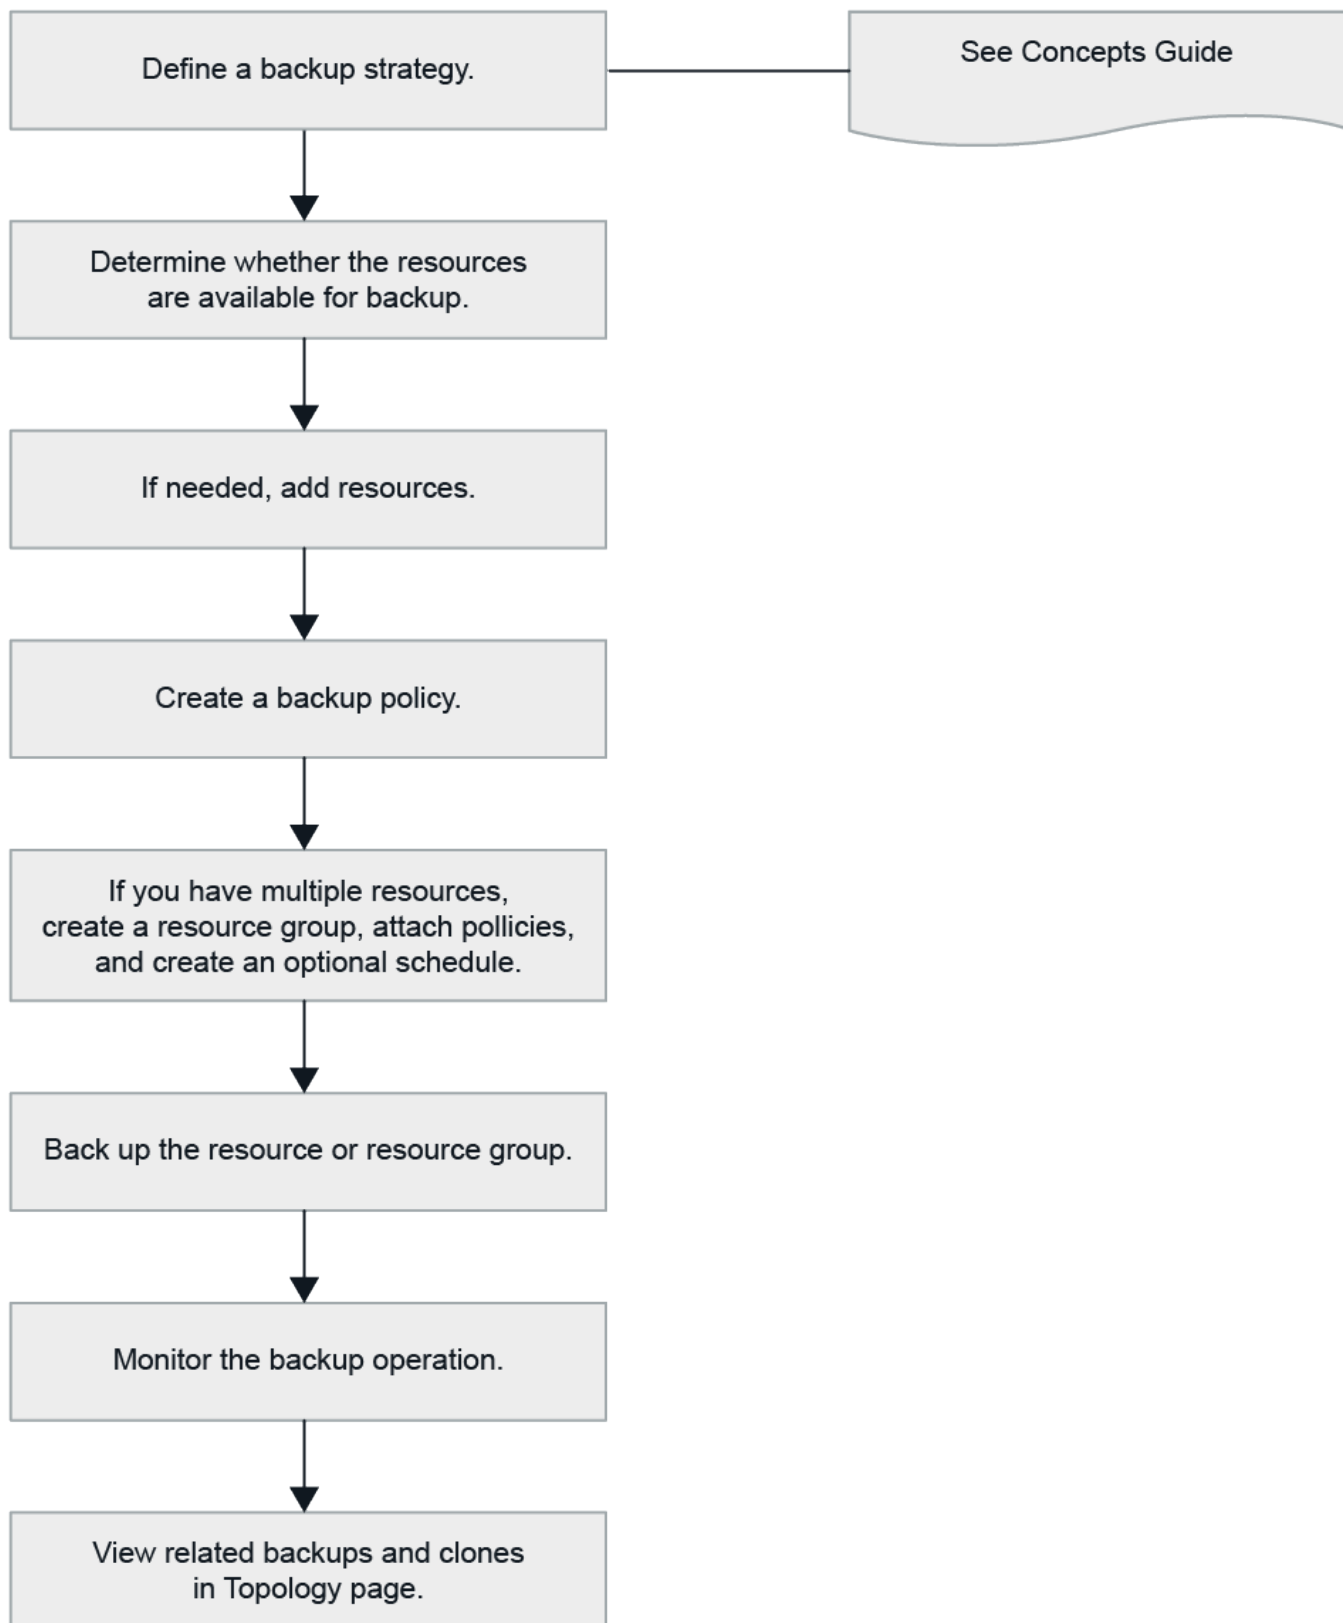 Define a backup strategy.
See Concepts Guide
Determine whether the resources
are available for backup.
If needed, add resources.
Create a backup policy.
If you have multiple resources,
create a resource group, attach pollicies,
and create an optional schedule.
Back up the resource or resource group.
Monitor the backup operation.
View related backups and clones
in Topology page.